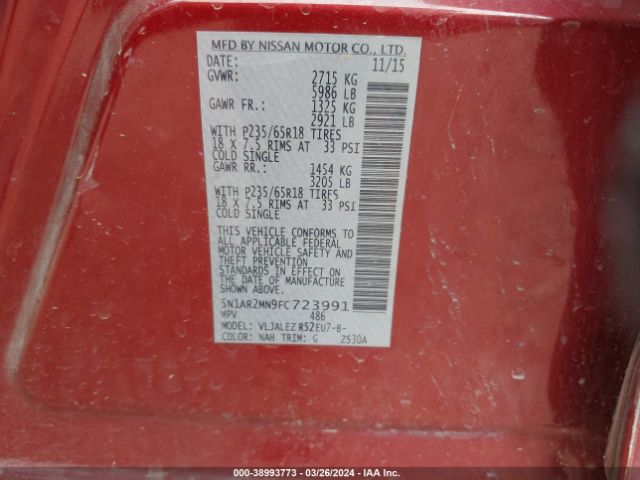 MFD BY NISSAN MOTOR CO., LTD.
DATE: 11/15
GVWR: 2715 KG
5986 LB
GAWR FR.: 1325 KG
2921 LB
WITH P235/65R18 TIRES
18 X 7.5 RIMS AT 33 PSI
COLD SINGLE
GAWR RR.: 1454 KG
3205 LB
WITH P235/65R18 TIRES
18 X 7.5 RIMS AT 33 PSI
COLD SINGLE
THIS VEHICLE CONFORMS TO
ALL APPLICABLE FEDERAL
MOTOR VEHICLE SAFETY AND
THEFT PREVENTION
STANDARDS IN EFFECT ON
THE DATE OF MANUFACTURE
SHOWN ABOVE.
5N1AR2MN9FC723991
MPV 486
MODEL: VLJALEZ R52EU7-B-
COLOR: NAH TRIM: G 2S30A
000-38993773 | 03/26/2024 | IAA Inc.